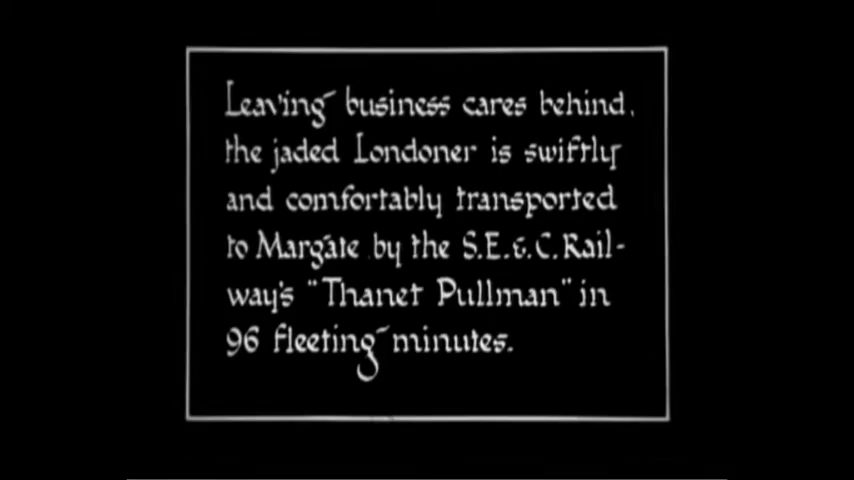 Leaving business cares behind,
the jaded Londoner is swiftly
and comfortably transported
to Margate by the S.E.& C. Rail-
way's "Thanet Pullman" in
96 fleeting minutes.